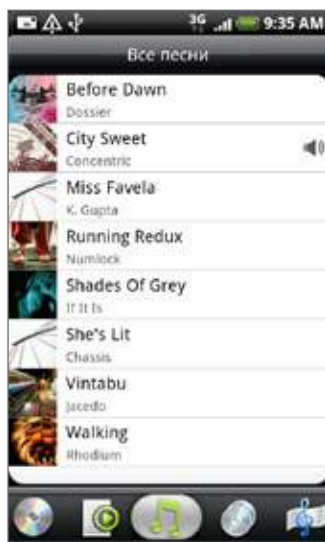 3G 9:35 AM
Все песни
Before Dawn
Dossier
City Sweet
Concentric
Miss Favela
K. Gupta
Running Redux
Numlock
Shades Of Grey
If It Is
She's Lit
Chassis
Vintabu
Jacedo
Walking
Rhodium